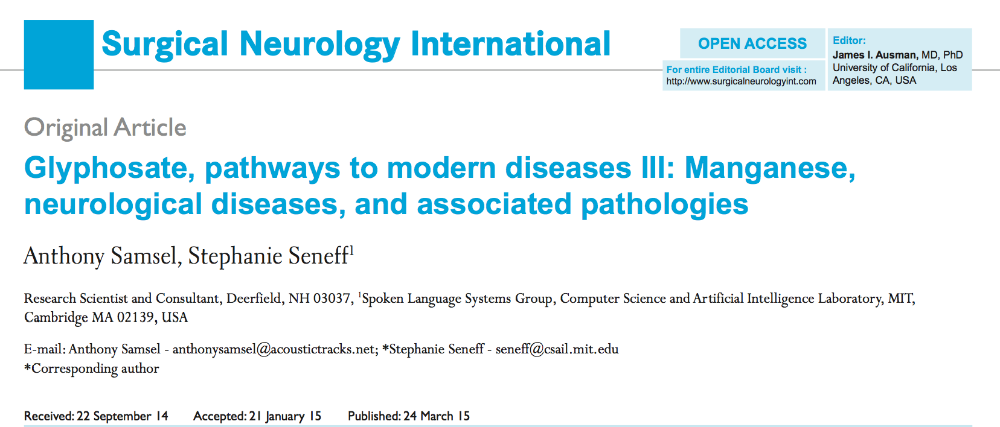 Surgical Neurology International
OPEN ACCESS
For entire Editorial Board visit :
http://www.surgicalneurologyint.com
Editor:
James I. Ausman, MD, PhD
University of California, Los
Angeles, CA, USA
Original Article
Glyphosate, pathways to modern diseases III: Manganese,
neurological diseases, and associated pathologies
Anthony Samsel, Stephanie Seneff¹
Research Scientist and Consultant, Deerfield, NH 03037, ¹Spoken Language Systems Group, Computer Science and Artificial Intelligence Laboratory, MIT,
Cambridge MA 02139, USA
E-mail: Anthony Samsel - anthonysamsel@acoustictracks.net; *Stephanie Seneff - seneff@csail.mit.edu
*Corresponding author
Received: 22 September 14 Accepted: 21 January 15 Published: 24 March 15